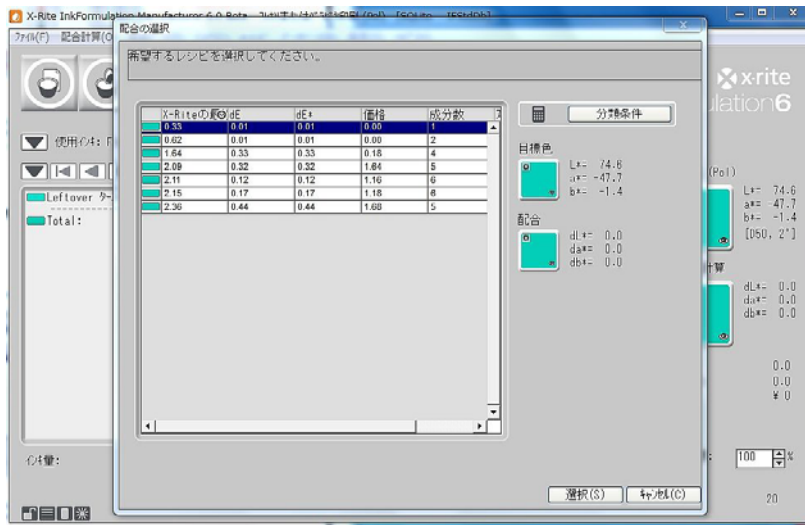 X-Rite InkFormulation Manufacturer 6.0 Beta
ファイル(F) 配合計算(O
配合の選択
希望するレシピを選択してください。
x·rite
ulation6
使用インキ: F
Leftover ター
Total:
インキ量:
dE dE* 価格 成分数
0.33 0.01 0.01 0.00 1
0.62 0.01 0.01 0.00 2
1.64 0.33 0.33 0.18 4
2.09 0.32 0.32 1.64 5
2.11 0.12 0.12 1.16 6
2.15 0.17 0.17 1.18 6
2.36 0.44 0.44 1.68 5
分類条件
目標色
L*= 74.6
a*= -47.7
b*= -1.4
配合
dL*= 0.0
da*= 0.0
db*= 0.0
選択(S) キャンセル(C)
(Pol)
L*= 74.6
a*= -47.7
b*= -1.4
[D50, 2°]
計算
dL*= 0.0
da*= 0.0
db*= 0.0
0.0
0.0
¥ 0
100 %
20